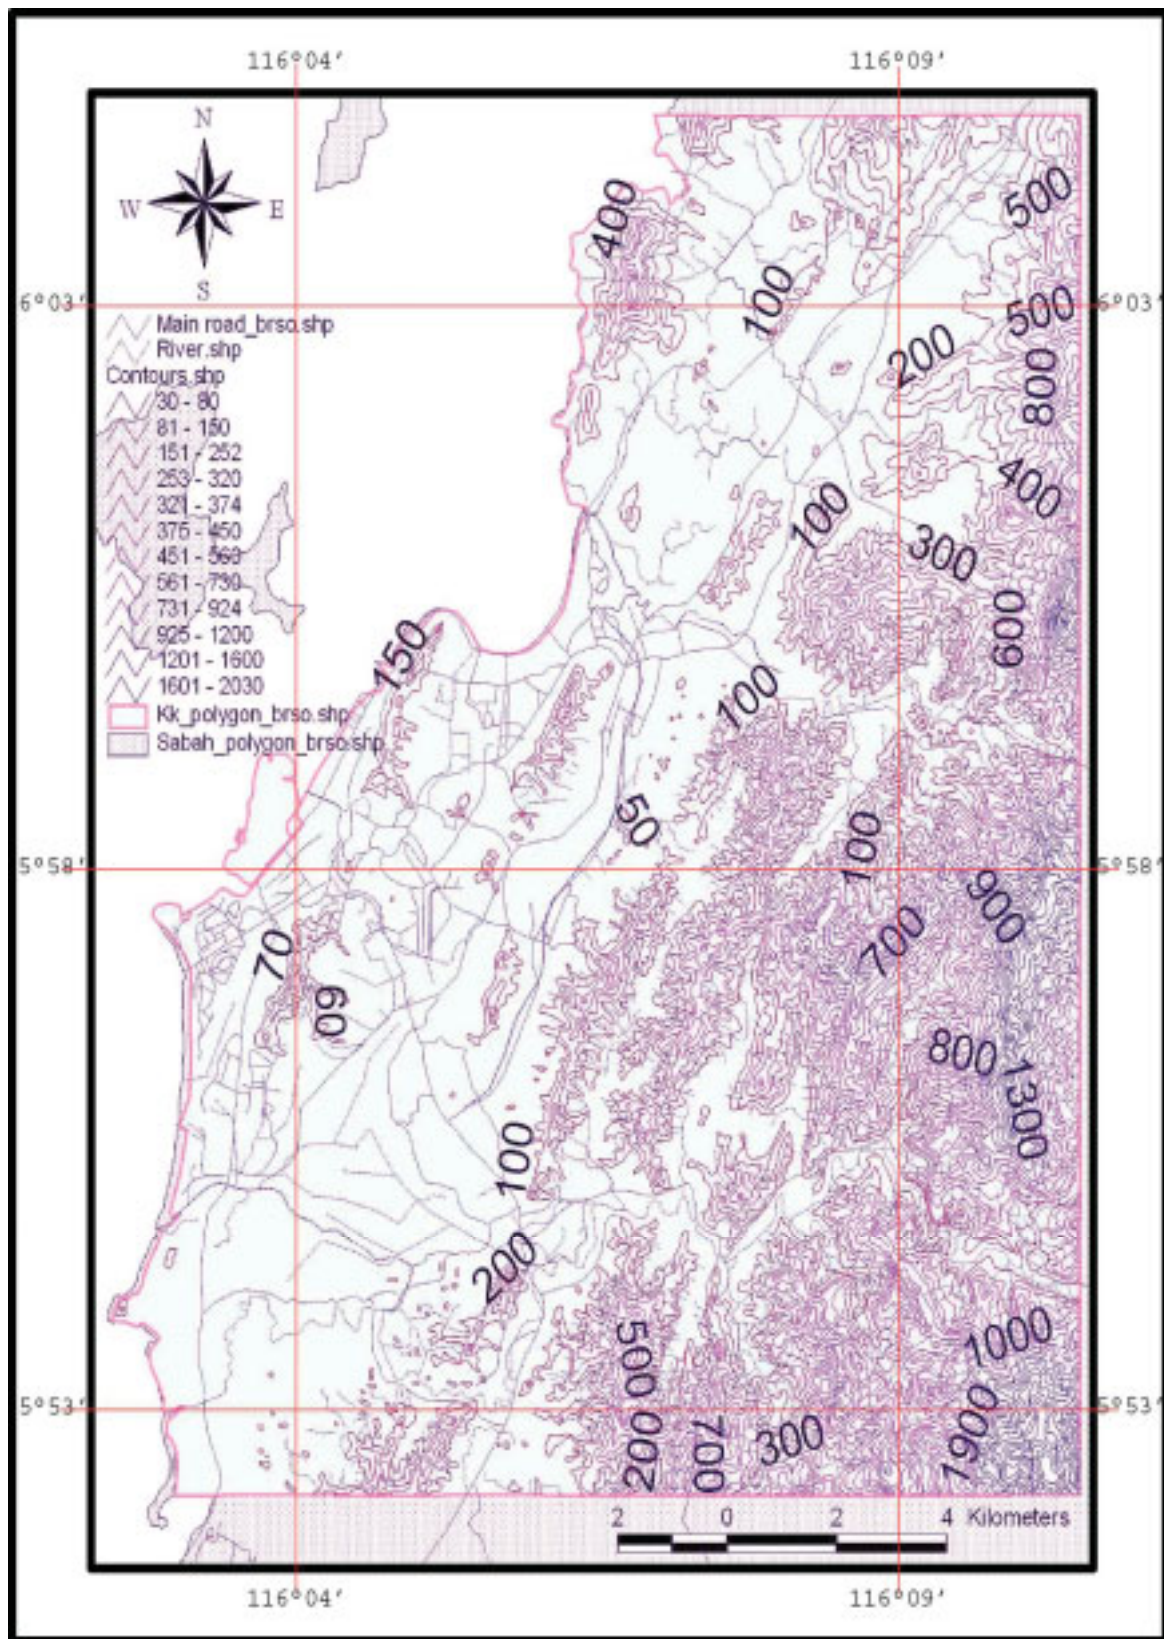 116°04' 116°09'
N
W E
S
400
500
100
6°03' 6°03'
500
200
800
Main road_brso.shp
River.shp
Contours.shp
30 - 80
81 - 150
151 - 252
253 - 320
321 - 374
375 - 450
451 - 560
561 - 730
731 - 924
925 - 1200
1201 - 1600
1601 - 2030
Kk_polygon_brso.shp
Sabah_polygon_brso.shp
400
100
300
600
150
100
50
100
5°58' 5°58'
900
700
70
60
800
1300
100
200
500
1000
5°53' 5°53'
200
700
300
1900
2 0 2 4 Kilometers
116°04' 116°09'